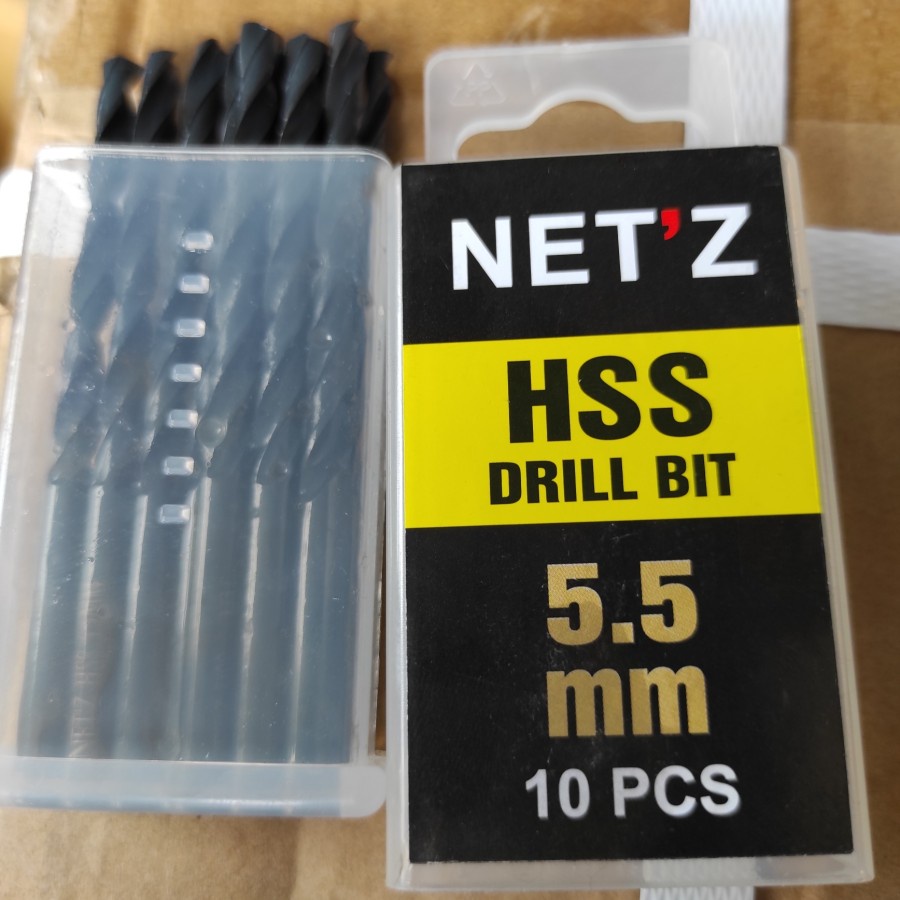 NET'Z
HSS
DRILL BIT
5.5
mm
10 PCS